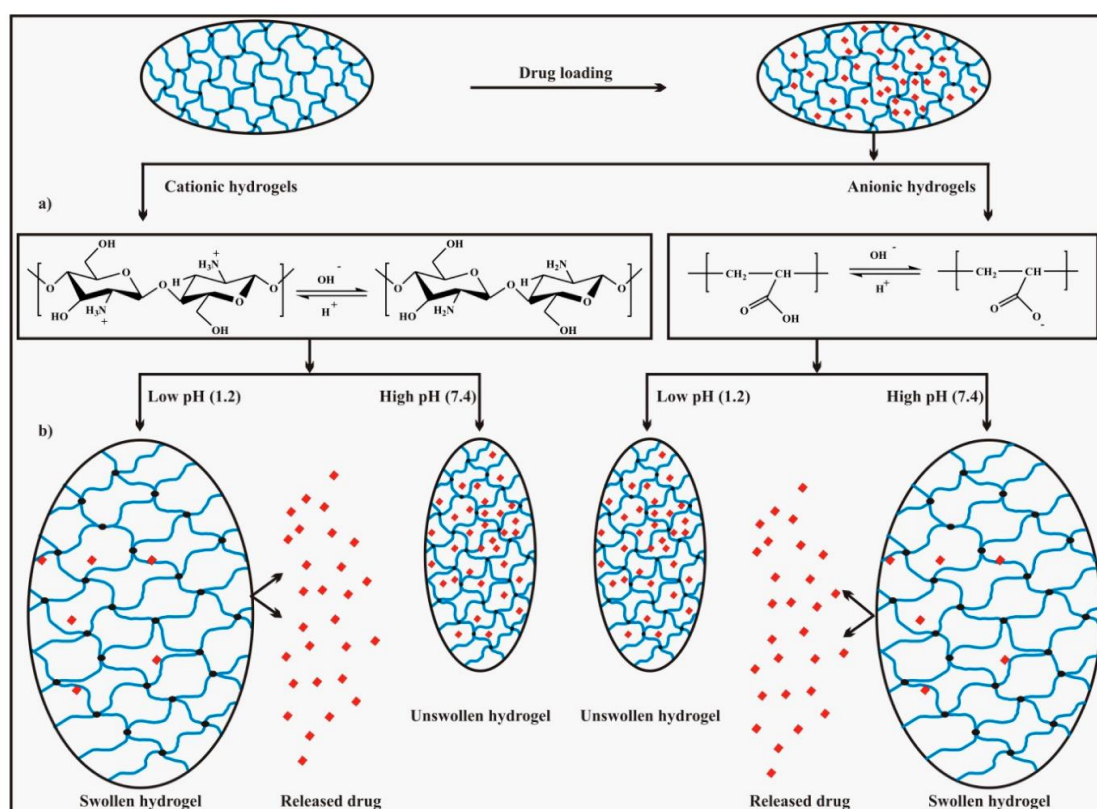 Drug loading
Cationic hydrogels
Anionic hydrogels
a)
OH
H₃N
+
O
O
H
O
O
HO
H₃N
+
OH
OH⁻
H⁺
OH
H₂N
O
O
H
O
O
HO
H₂N
OH
CH₂ CH
O
OH
OH⁻
H⁺
CH₂ CH
O
O⁻
Low pH (1.2)
High pH (7.4)
Low pH (1.2)
High pH (7.4)
b)
Unswollen hydrogel
Unswollen hydrogel
Swollen hydrogel
Released drug
Released drug
Swollen hydrogel